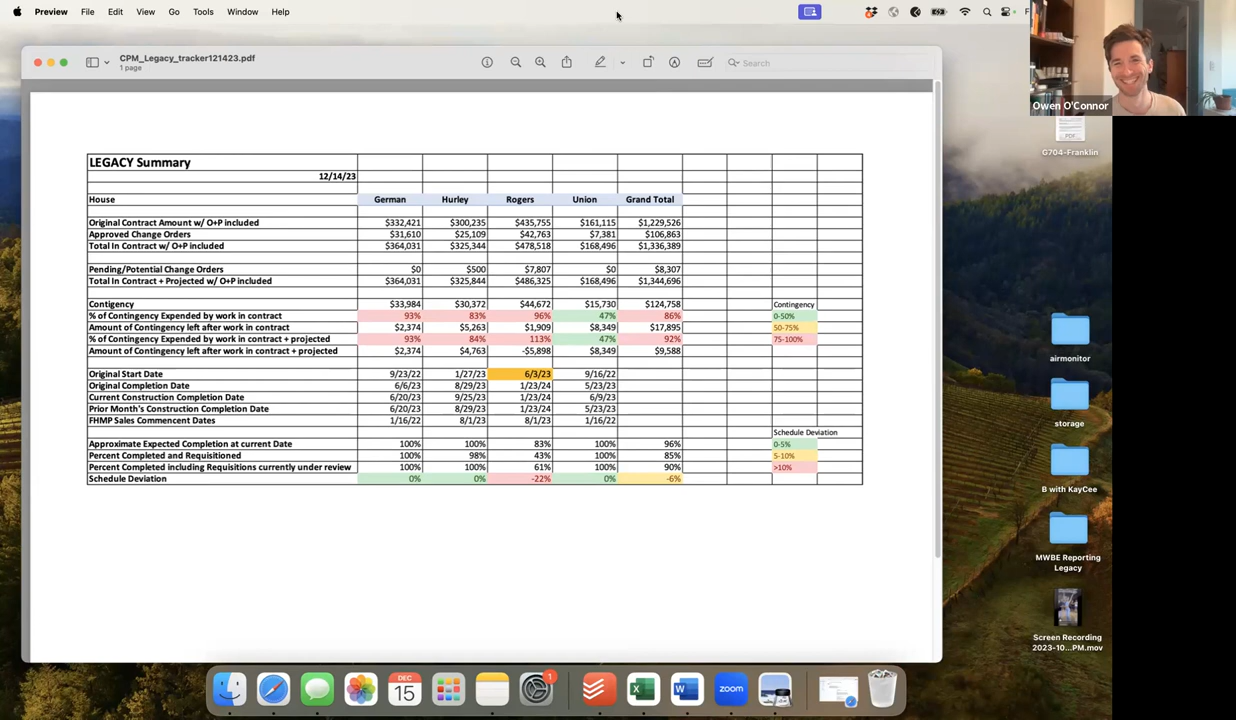 Preview File Edit View Go Tools Window Help
CPM_Legacy_tracker121423.pdf
1 page
Search
Owen O'Connor
PDF
G704-Franklin
LEGACY Summary
12/14/23
House German Hurley Rogers Union Grand Total
Original Contract Amount w/ O+P included $332,421 $300,235 $435,755 $161,115 $1,229,526
Approved Change Orders $31,610 $25,109 $42,763 $7,381 $106,863
Total In Contract w/ O+P included $364,031 $325,344 $478,518 $168,496 $1,336,389
Pending/Potential Change Orders $0 $500 $7,807 $0 $8,307
Total In Contract + Projected w/ O+P included $364,031 $325,844 $486,325 $168,496 $1,344,696
Contigency $33,984 $30,372 $44,672 $15,730 $124,758 Contingency
% of Contingency Expended by work in contract 93% 83% 96% 47% 86% 0-50%
Amount of Contingency left after work in contract $2,374 $5,263 $1,909 $8,349 $17,895 50-75%
% of Contingency Expended by work in contract + projected 93% 84% 113% 47% 92% 75-100%
Amount of Contingency left after work in contract + projected $2,374 $4,763 -$5,898 $8,349 $9,588
Original Start Date 9/23/22 1/27/23 6/3/23 9/16/22
Original Completion Date 6/6/23 8/29/23 1/23/24 5/23/23
Current Construction Completion Date 6/20/23 9/25/23 1/23/24 6/9/23
Prior Month's Construction Completion Date 6/20/23 8/29/23 1/23/24 5/23/23
FHMP Sales Commencent Dates 1/16/22 8/1/23 8/1/23 1/16/22
Schedule Deviation
Approximate Expected Completion at current Date 100% 100% 83% 100% 96% 0-5%
Percent Completed and Requisitioned 100% 98% 43% 100% 85% 5-10%
Percent Completed including Requisitions currently under review 100% 100% 61% 100% 90% >10%
Schedule Deviation 0% 0% -22% 0% -6%
airmonitor
storage
B with KayCee
MWBE Reporting
Legacy
Screen Recording
2023-10...PM.mov
DEC
15
1
zoom